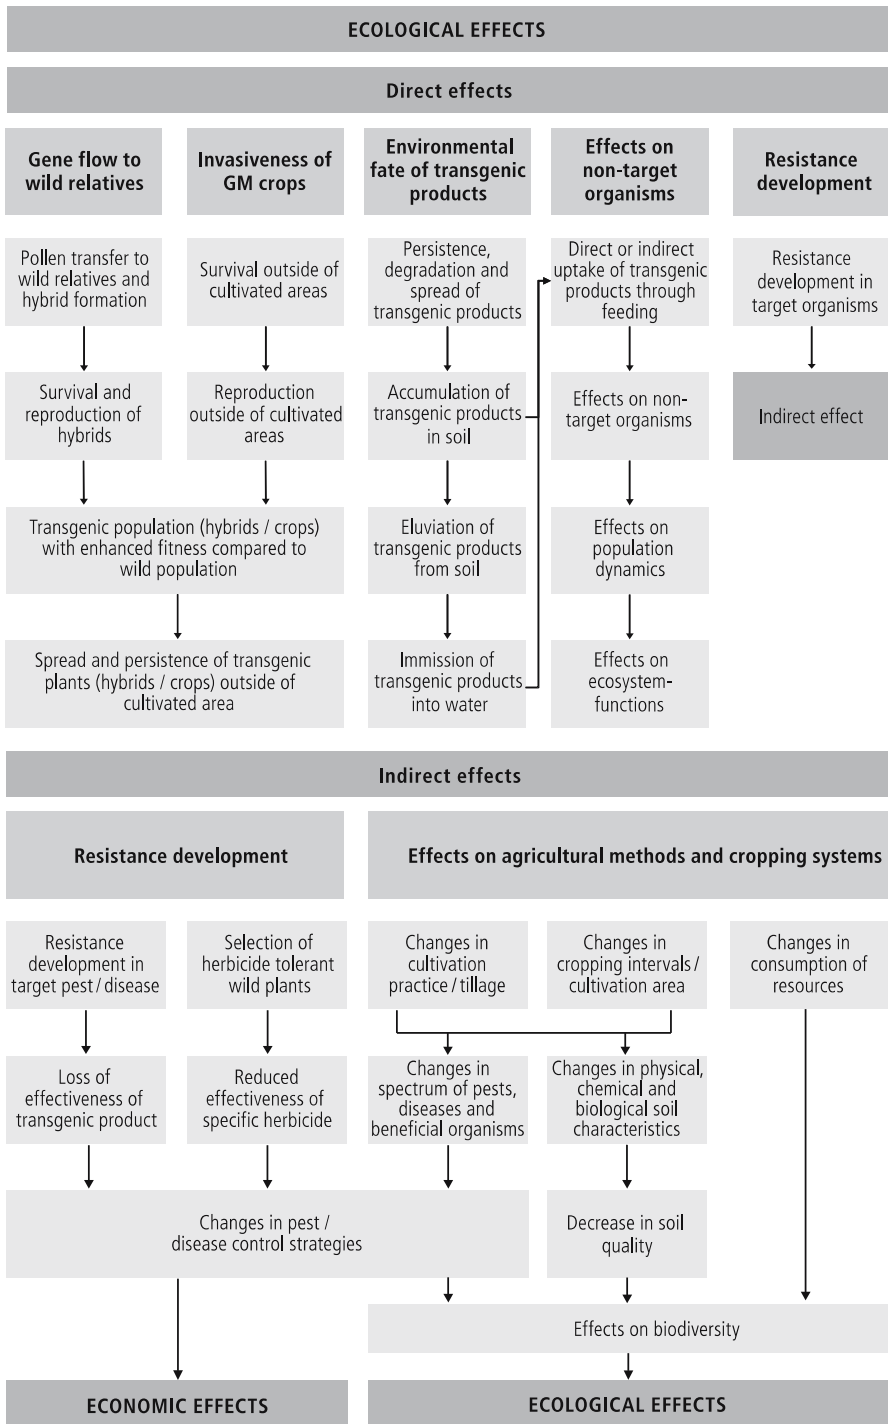 ECOLOGICAL EFFECTS
Direct effects
Gene flow to
wild relatives
Invasiveness of
GM crops
Environmental
fate of transgenic
products
Effects on
non-target
organisms
Resistance
development
Pollen transfer to
wild relatives and
hybrid formation
Survival outside of
cultivated areas
Persistence,
degradation and
spread of
transgenic products
Direct or indirect
uptake of transgenic
products through
feeding
Resistance
development in
target organisms
Survival and
reproduction of
hybrids
Reproduction
outside of cultivated
areas
Accumulation of
transgenic products
in soil
Effects on non-
target organisms
Indirect effect
Transgenic population (hybrids / crops)
with enhanced fitness compared to
wild population
Eluviation of
transgenic products
from soil
Effects on
population
dynamics
Spread and persistence of transgenic
plants (hybrids / crops) outside of
cultivated area
Immission of
transgenic products
into water
Effects on
ecosystem-
functions
Indirect effects
Resistance development
Effects on agricultural methods and cropping systems
Resistance
development in
target pest / disease
Selection of
herbicide tolerant
wild plants
Changes in
cultivation
practice / tillage
Changes in
cropping intervals /
cultivation area
Changes in
consumption of
resources
Loss of
effectiveness of
transgenic product
Reduced
effectiveness of
specific herbicide
Changes in
spectrum of pests,
diseases and
beneficial organisms
Changes in physical,
chemical and
biological soil
characteristics
Changes in pest /
disease control strategies
Decrease in soil
quality
Effects on biodiversity
ECONOMIC EFFECTS
ECOLOGICAL EFFECTS